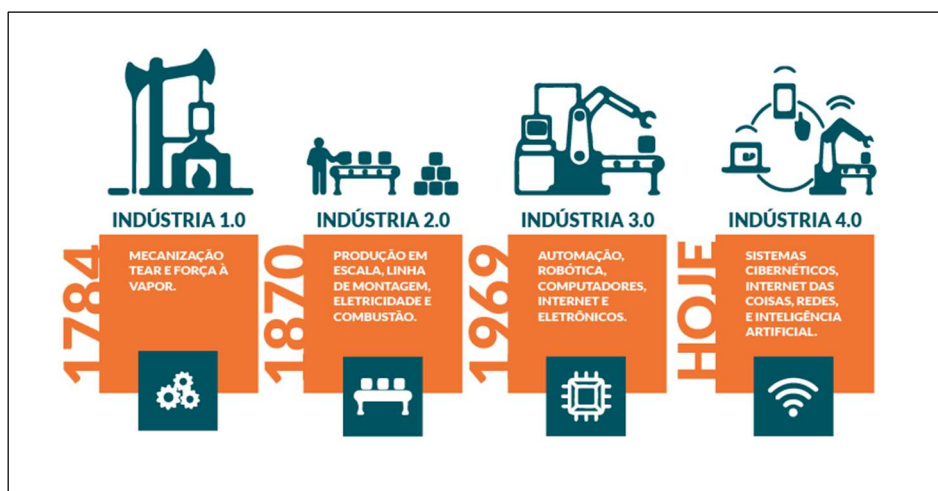 INDÚSTRIA 1.0
1784
MECANIZAÇÃO
TEAR E FORÇA À
VAPOR.
INDÚSTRIA 2.0
1870
PRODUÇÃO EM
ESCALA, LINHA
DE MONTAGEM,
ELETRICIDADE E
COMBUSTÃO.
INDÚSTRIA 3.0
1969
AUTOMAÇÃO,
ROBÓTICA,
COMPUTADORES,
INTERNET E
ELETRÔNICOS.
INDÚSTRIA 4.0
HOJE
SISTEMAS
CIBERNÉTICOS,
INTERNET DAS
COISAS, REDES,
E INTELIGÊNCIA
ARTIFICIAL.